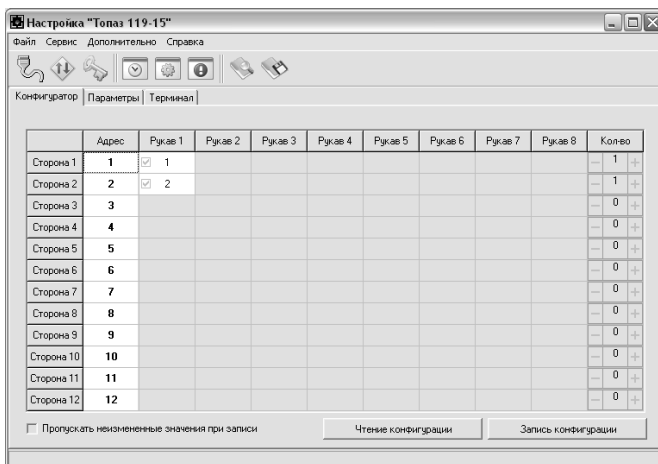 Настройка "Топаз 119-15"
Файл Сервис Дополнительно Справка
Конфигуратор Параметры Терминал
Адрес Рукав 1 Рукав 2 Рукав 3 Рукав 4 Рукав 5 Рукав 6 Рукав 7 Рукав 8 Кол-во
Сторона 1 1 1 1
Сторона 2 2 2 1
Сторона 3 3 0
Сторона 4 4 0
Сторона 5 5 0
Сторона 6 6 0
Сторона 7 7 0
Сторона 8 8 0
Сторона 9 9 0
Сторона 10 10 0
Сторона 11 11 0
Сторона 12 12 0
Пропускать неизмененные значения при записи Чтение конфигурации Запись конфигурации